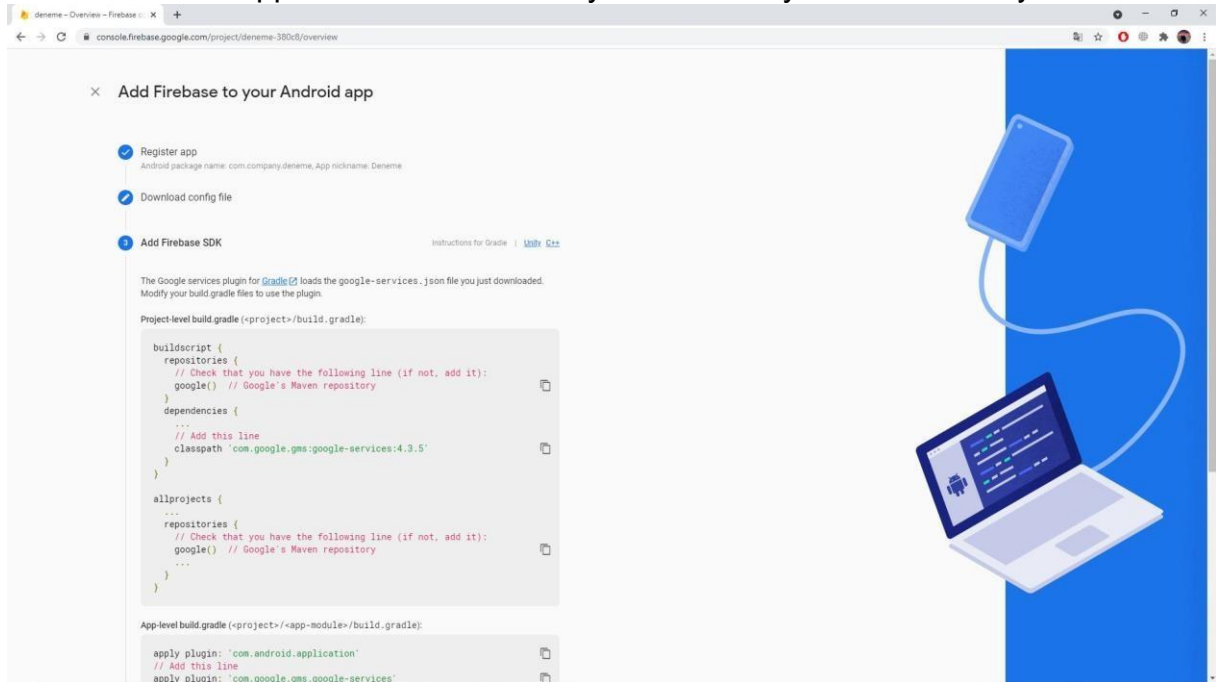 deneme – Overview – Firebase c
console.firebase.google.com/project/deneme-380c8/overview
Add Firebase to your Android app
Register app
Android package name: com.company.deneme, App nickname: Deneme
Download config file
3 Add Firebase SDK
Instructions for Gradle | Unity C++
The Google services plugin for Gradle loads the google-services.json file you just downloaded.
Modify your build.gradle files to use the plugin.
Project-level build.gradle (<project>/build.gradle):
buildscript {
repositories {
// Check that you have the following line (if not, add it):
google() // Google's Maven repository
}
dependencies {
...
// Add this line
classpath 'com.google.gms:google-services:4.3.5'
}
}
allprojects {
...
repositories {
// Check that you have the following line (if not, add it):
google() // Google's Maven repository
...
}
}
App-level build.gradle (<project>/<app-module>/build.gradle):
apply plugin: 'com.android.application'
// Add this line
apply plugin: 'com.google.gms.google-services'